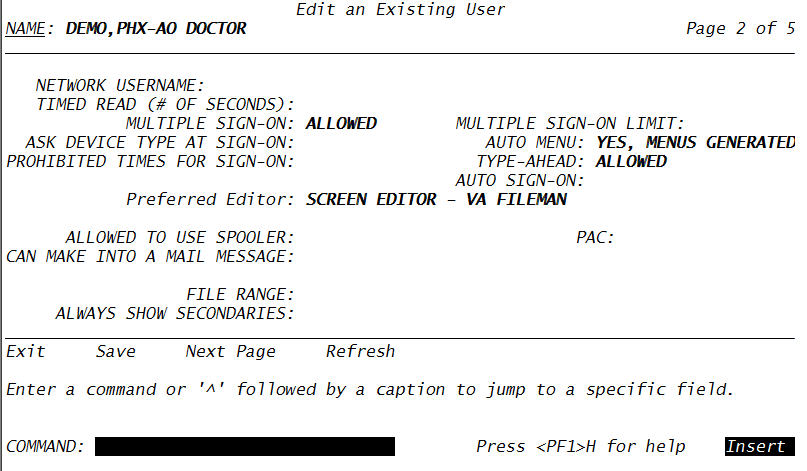 Edit an Existing User
NAME: DEMO,PHX-AO DOCTOR Page 2 of 5
NETWORK USERNAME:
TIMED READ (# OF SECONDS):
MULTIPLE SIGN-ON: ALLOWED MULTIPLE SIGN-ON LIMIT:
ASK DEVICE TYPE AT SIGN-ON: AUTO MENU: YES, MENUS GENERATED
PROHIBITED TIMES FOR SIGN-ON: TYPE-AHEAD: ALLOWED
AUTO SIGN-ON:
Preferred Editor: SCREEN EDITOR - VA FILEMAN
ALLOWED TO USE SPOOLER: PAC:
CAN MAKE INTO A MAIL MESSAGE:
FILE RANGE:
ALWAYS SHOW SECONDARIES:
Exit Save Next Page Refresh
Enter a command or '^' followed by a caption to jump to a specific field.
COMMAND: Press <PF1>H for help Insert